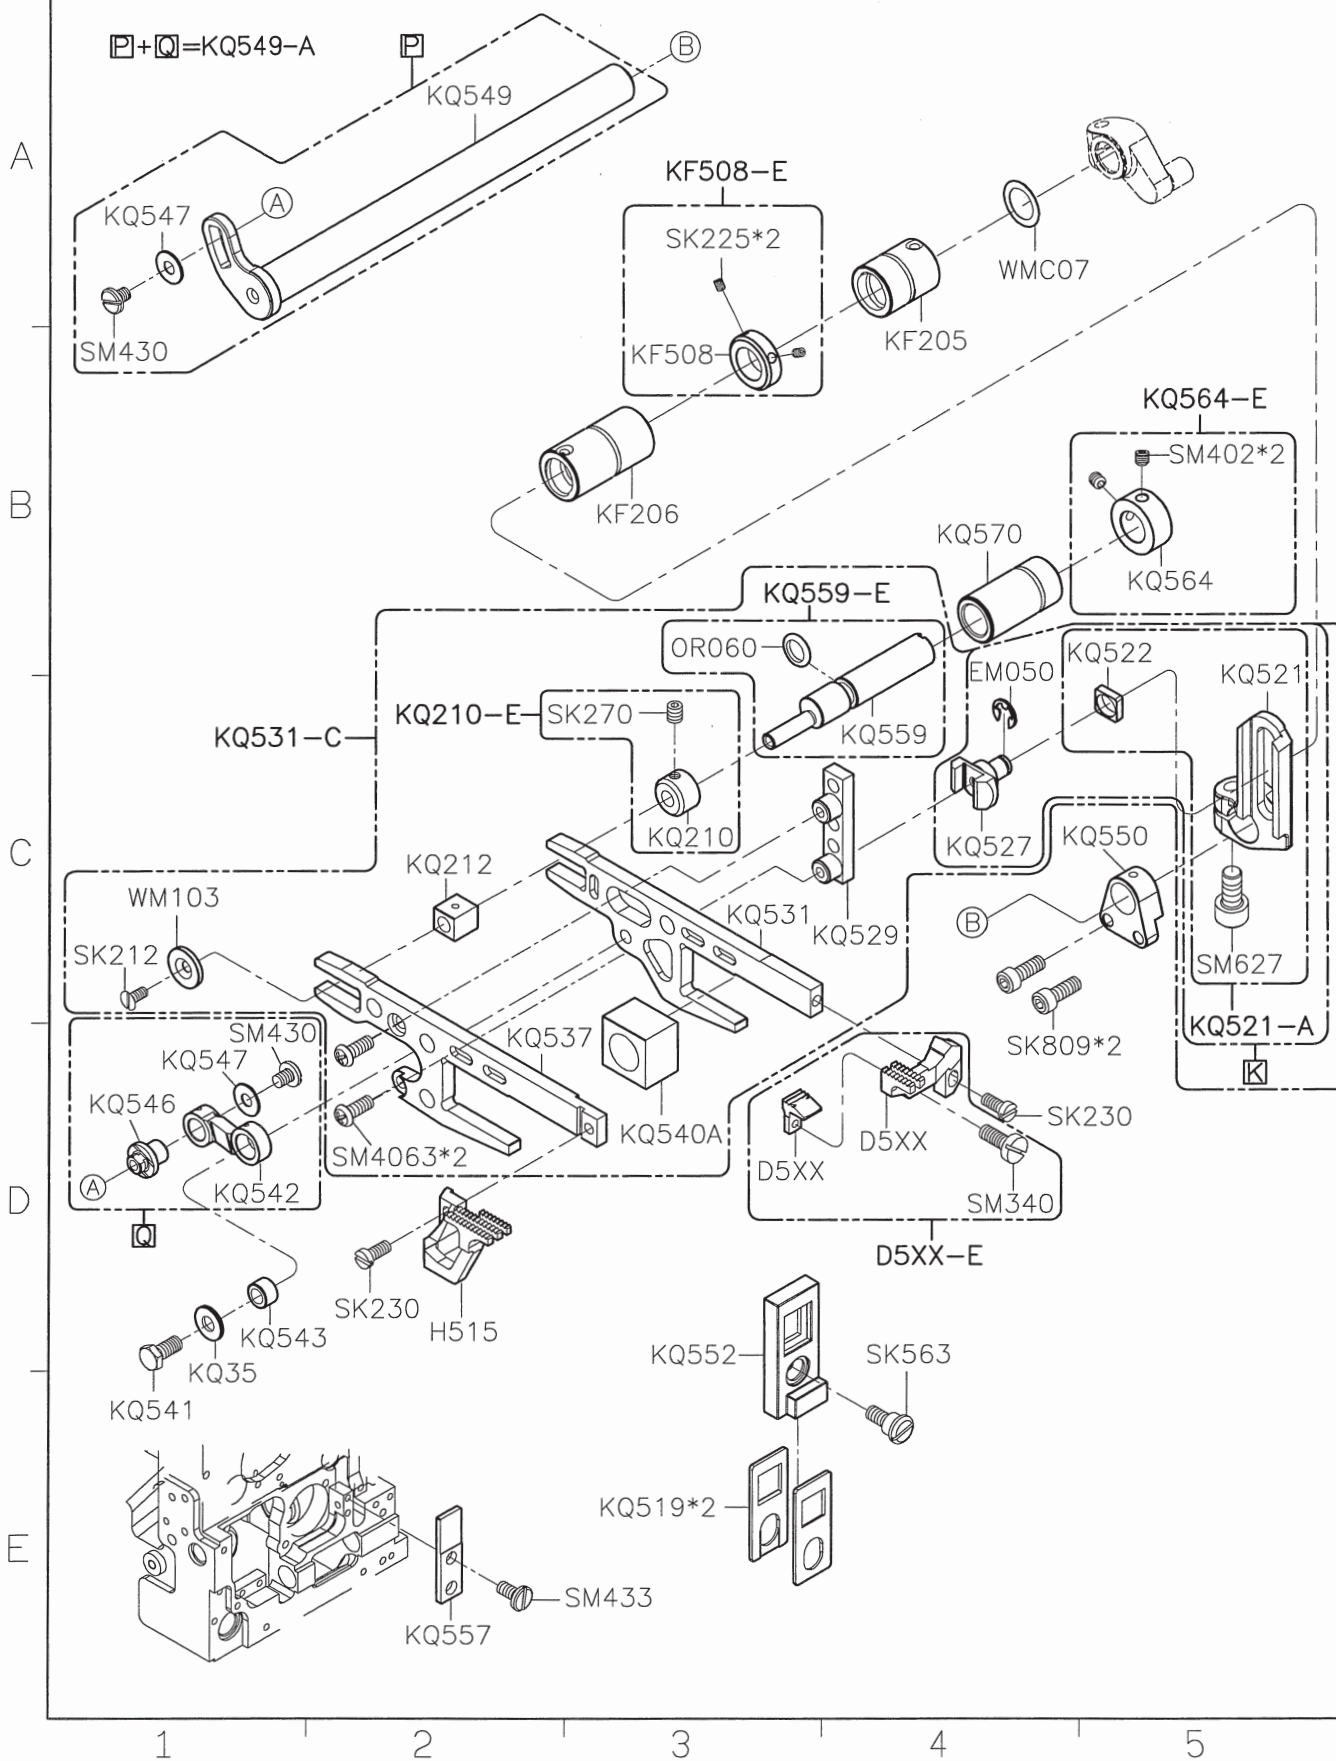 P+Q=KQ549-A
P
B
KQ549
A
KF508-E
KQ547
A
SK225*2
WMC07
SM430
KF508
KF205
KQ564-E
SM402*2
B
KF206
KQ570
KQ564
KQ559-E
OR060
KQ522
EM050
KQ521
KQ210-E
SK270
KQ531-C
KQ559
KQ210
KQ527
KQ550
C
KQ212
WM103
KQ531
KQ529
B
SK212
SM627
SM430
KQ537
KQ521-A
KQ547
SK809*2
K
KQ546
KQ540A
D5XX
SK230
SM4063*2
D5XX
A
KQ542
SM340
D
Q
D5XX-E
SK230
H515
KQ543
KQ35
KQ552
SK563
KQ541
KQ519*2
E
SM433
KQ557
1
2
3
4
5